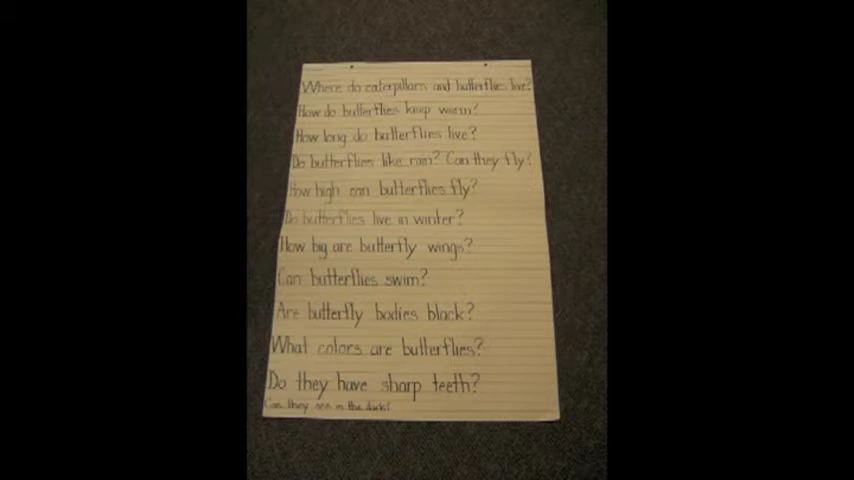 Where do caterpillars and butterflies live?
How do butterflies keep warm?
How long do butterflies live?
Do butterflies like rain? Can they fly?
How high can butterflies fly?
Do butterflies live in winter?
How big are butterfly wings?
Can butterflies swim?
Are butterfly bodies black?
What colors are butterflies?
Do they have sharp teeth?
Can they see in the dark?